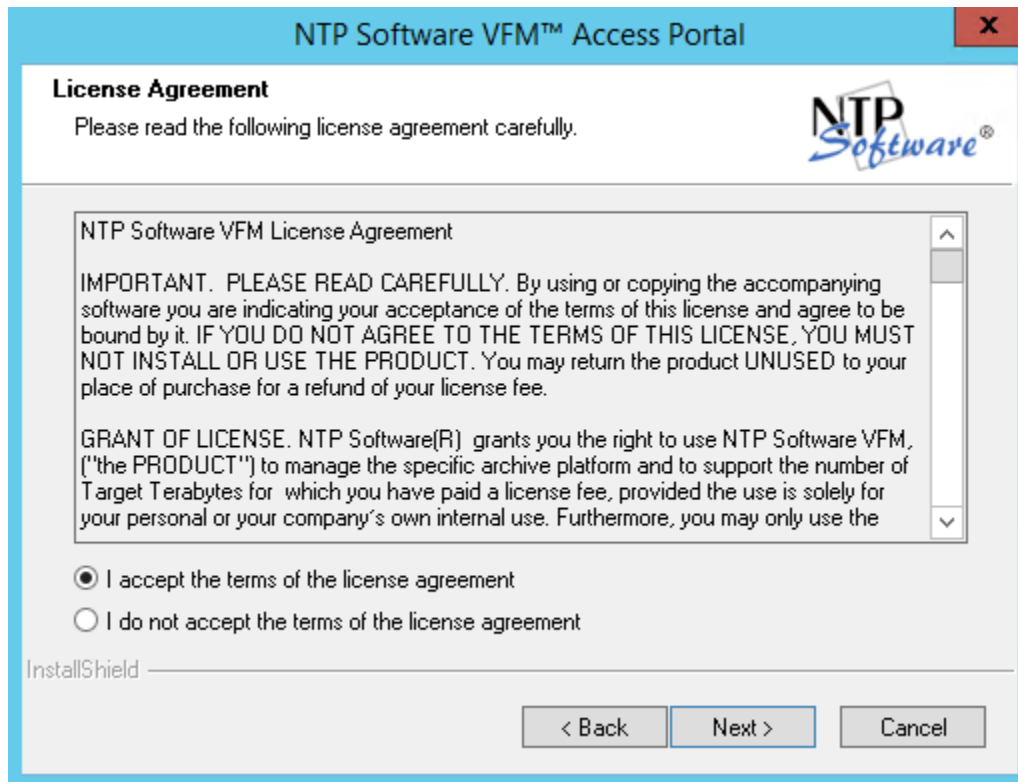 NTP Software VFM™ Access Portal
x
License Agreement
Please read the following license agreement carefully.
NTP
Software®
NTP Software VFM License Agreement
IMPORTANT.  PLEASE READ CAREFULLY. By using or copying the accompanying
software you are indicating your acceptance of the terms of this license and agree to be
bound by it. IF YOU DO NOT AGREE TO THE TERMS OF THIS LICENSE, YOU MUST
NOT INSTALL OR USE THE PRODUCT. You may return the product UNUSED to your
place of purchase for a refund of your license fee.
GRANT OF LICENSE. NTP Software(R)  grants you the right to use NTP Software VFM,
("the PRODUCT") to manage the specific archive platform and to support the number of
Target Terabytes for  which you have paid a license fee, provided the use is solely for
your personal or your company's own internal use. Furthermore, you may only use the
I accept the terms of the license agreement
I do not accept the terms of the license agreement
InstallShield
< Back
Next >
Cancel